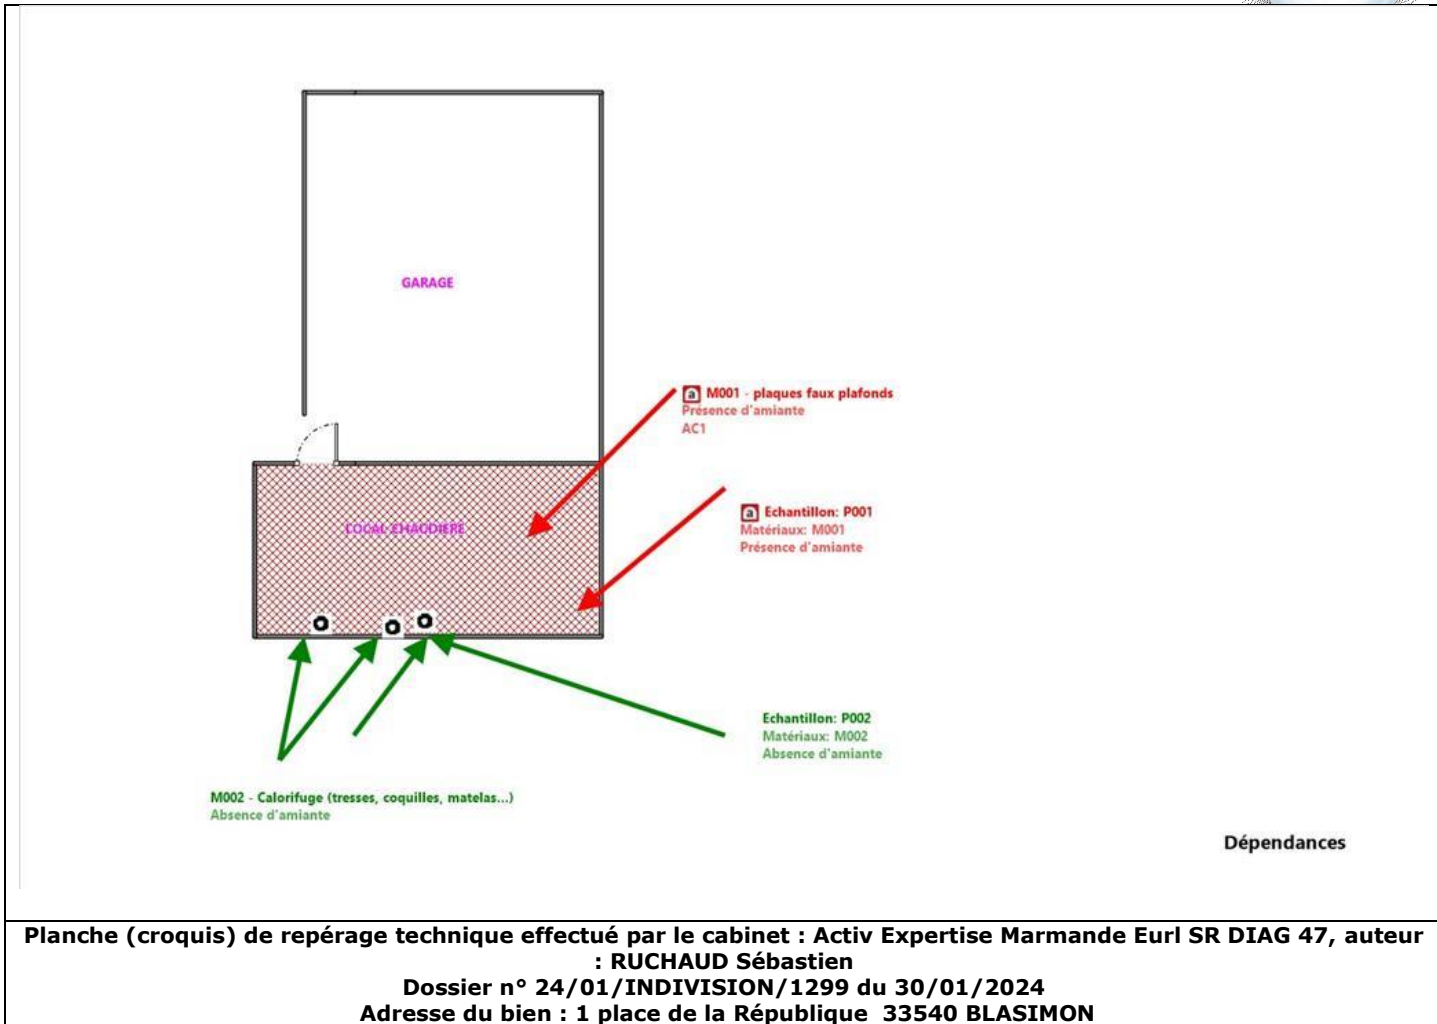 GARAGE
a M001 - plaques faux plafonds
Présence d'amiante
AC1
a Echantillon: P001
Matériaux: M001
Présence d'amiante
LOCAL CHAUDIERE
Echantillon: P002
Matériaux: M002
Absence d'amiante
M002 - Calorifuge (tresses, coquilles, matelas...)
Absence d'amiante
Dépendances
Planche (croquis) de repérage technique effectué par le cabinet : Activ Expertise Marmande Eurl SR DIAG 47, auteur
: RUCHAUD Sébastien
Dossier n° 24/01/INDIVISION/1299 du 30/01/2024
Adresse du bien : 1 place de la République 33540 BLASIMON